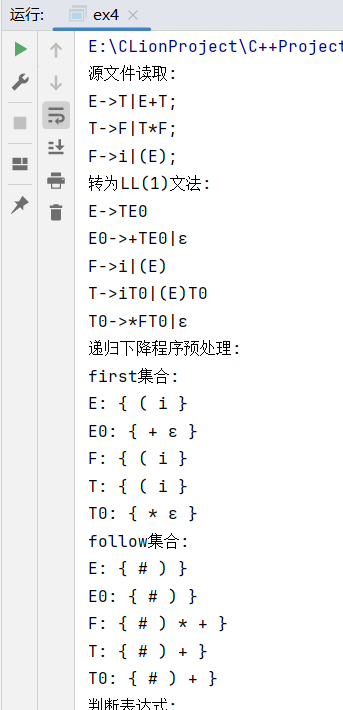 运行: ex4
E:\CLionProject\C++Project
源文件读取:
E->T|E+T;
T->F|T*F;
F->i|(E);
转为LL(1)文法:
E->TE0
E0->+TE0|ε
F->i|(E)
T->iT0|(E)T0
T0->*FT0|ε
递归下降程序预处理:
first集合:
E: { ( i }
E0: { + ε }
F: { ( i }
T: { ( i }
T0: { * ε }
follow集合:
E: { # ) }
E0: { # ) }
F: { # ) * + }
T: { # ) + }
T0: { # ) + }
判断表达式: